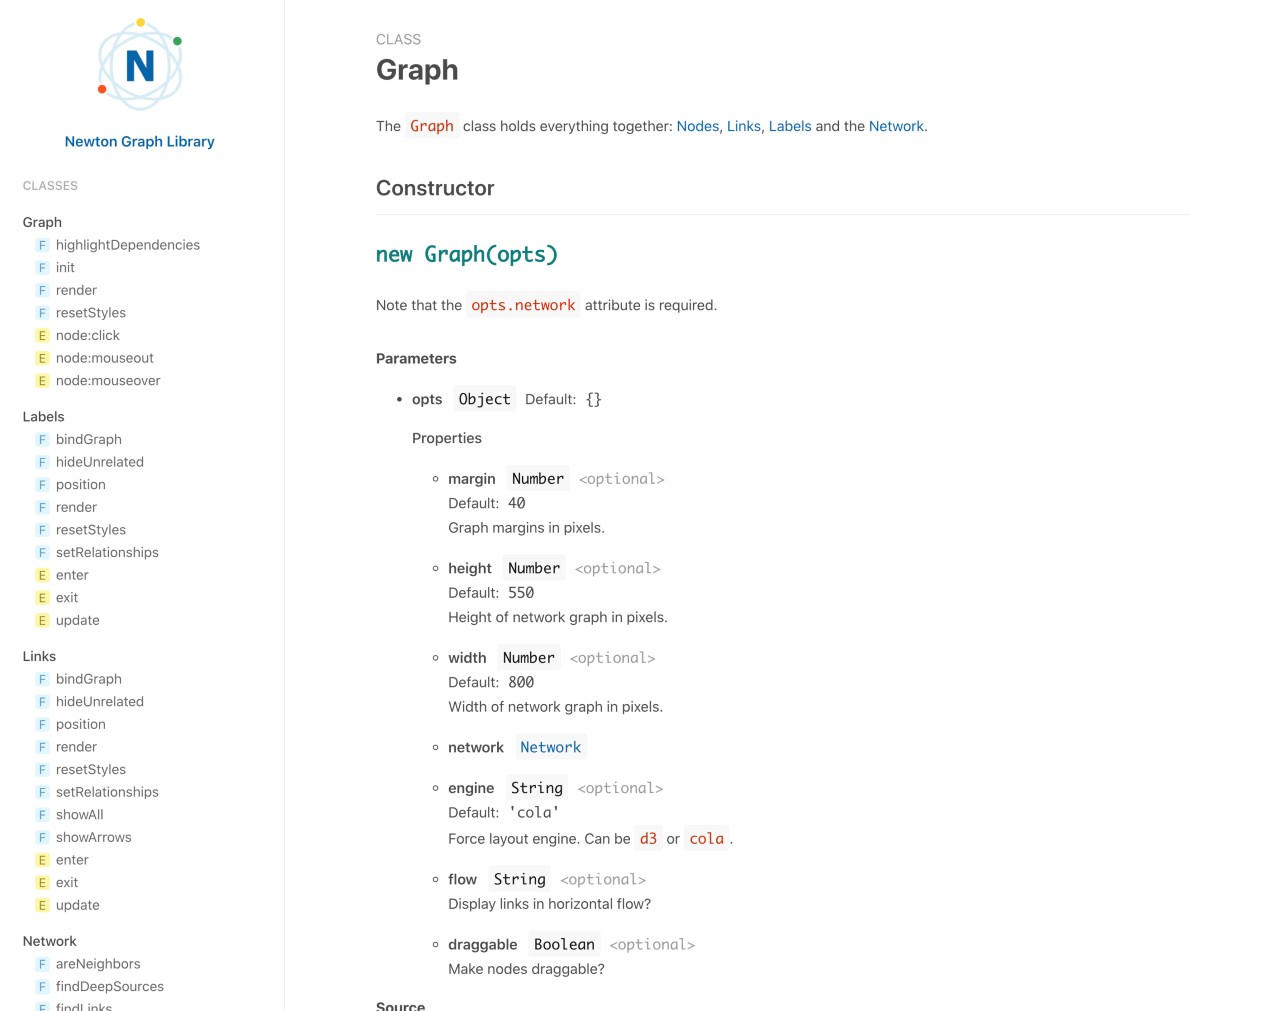 N
Newton Graph Library
CLASSES
Graph
F highlightDependencies
F init
F render
F resetStyles
E node:click
E node:mouseout
E node:mouseover
Labels
F bindGraph
F hideUnrelated
F position
F render
F resetStyles
F setRelationships
E enter
E exit
E update
Links
F bindGraph
F hideUnrelated
F position
F render
F resetStyles
F setRelationships
F showAll
F showArrows
E enter
E exit
E update
Network
F areNeighbors
F findDeepSources
F findLinks
CLASS
Graph
The Graph class holds everything together: Nodes, Links, Labels and the Network.
Constructor
new Graph(opts)
Note that the opts.network attribute is required.
Parameters
• opts Object Default: {}
Properties
◦ margin Number <optional>
Default: 40
Graph margins in pixels.
◦ height Number <optional>
Default: 550
Height of network graph in pixels.
◦ width Number <optional>
Default: 800
Width of network graph in pixels.
◦ network Network
◦ engine String <optional>
Default: 'cola'
Force layout engine. Can be d3 or cola.
◦ flow String <optional>
Display links in horizontal flow?
◦ draggable Boolean <optional>
Make nodes draggable?
Source